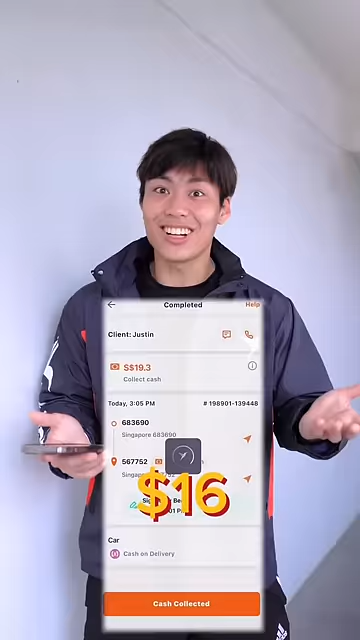 Completed
Help
Client: Justin
S$19.3
Collect cash
Today, 3:05 PM
# 198901-139448
683690
Singapore 683690
567752
$16
Car
Cash on Delivery
Cash Collected